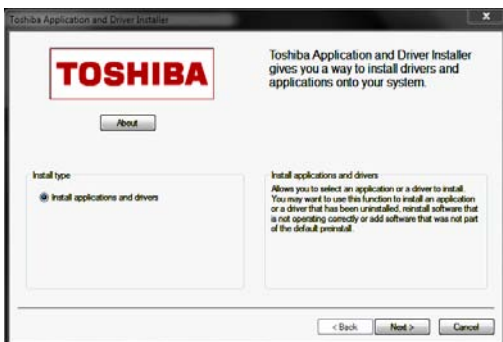 Toshiba Application and Driver Installer
TOSHIBA
Toshiba Application and Driver Installer
gives you a way to install drivers and
applications onto your system.
About
Install type
Install applications and drivers
Install applications and drivers
Allows you to select an application or a driver to install.
You may want to use this function to install an application
or a driver that has been uninstalled, reinstall software that
is not operating correctly or add software that was not part
of the default preinstall.
< Back
Next >
Cancel